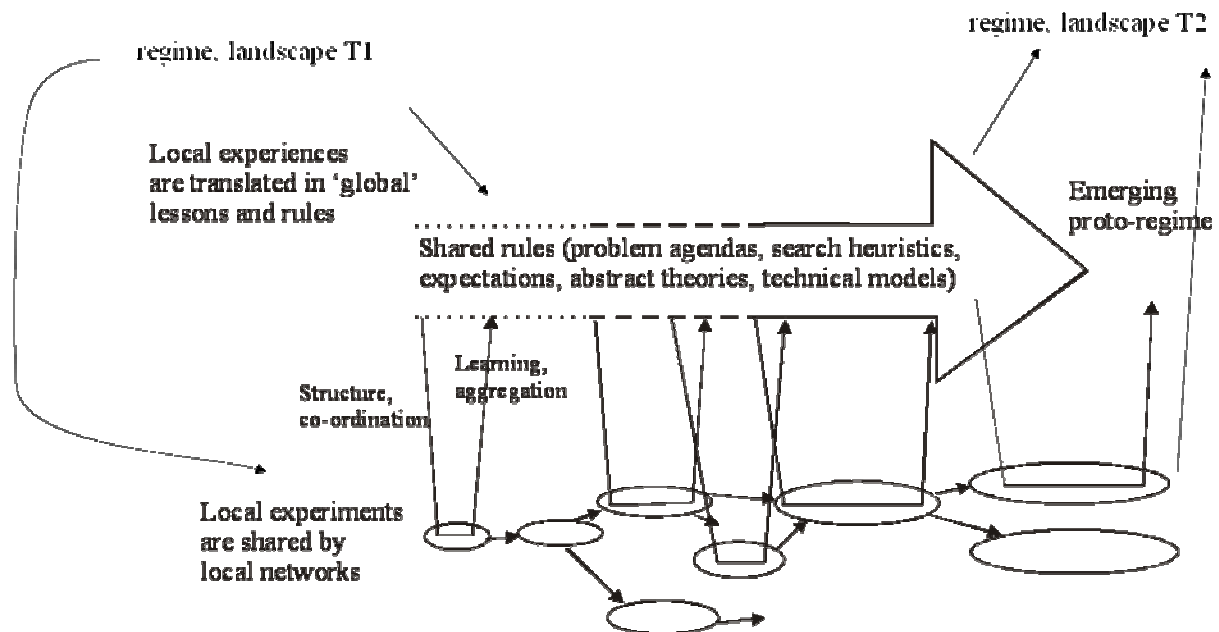 regime, landscape T1
regime, landscape T2
Local experiences
are translated in ‘global’
lessons and rules
Emerging
proto-regime
Shared rules (problem agendas, search heuristics,
expectations, abstract theories, technical models)
Learning,
aggregation
Structure,
co-ordination
Local experiments
are shared by
local networks